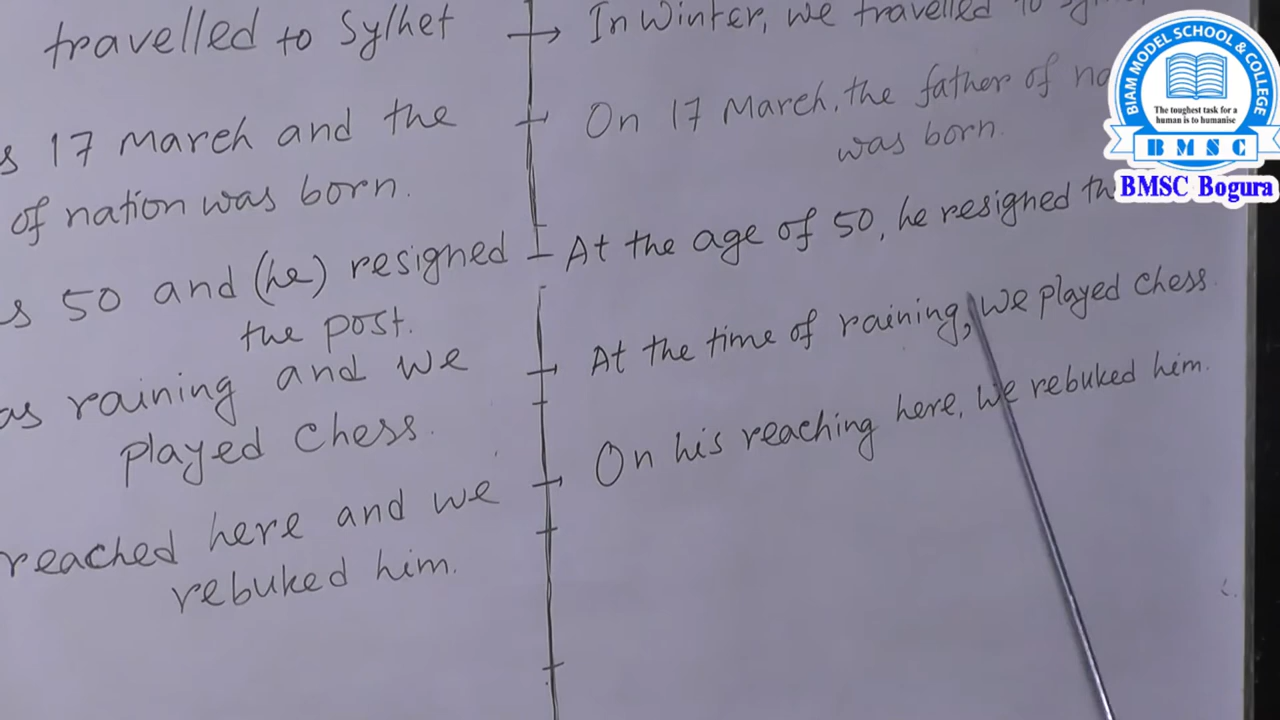 travelled to Sylhet
In Winter, we travelled to
17 March and the
of nation was born.
On 17 March, the father of
was born.
50 and (he) resigned
the post.
At the age of 50, he resigned
raining and we
played chess.
At the time of raining, we played chess.
reached here and we
rebuked him.
On his reaching here, we rebuked him.
BIAM MODEL SCHOOL & COLLEGE
The toughest task for a
human is to humanise
BMSC
BMSC Bogura